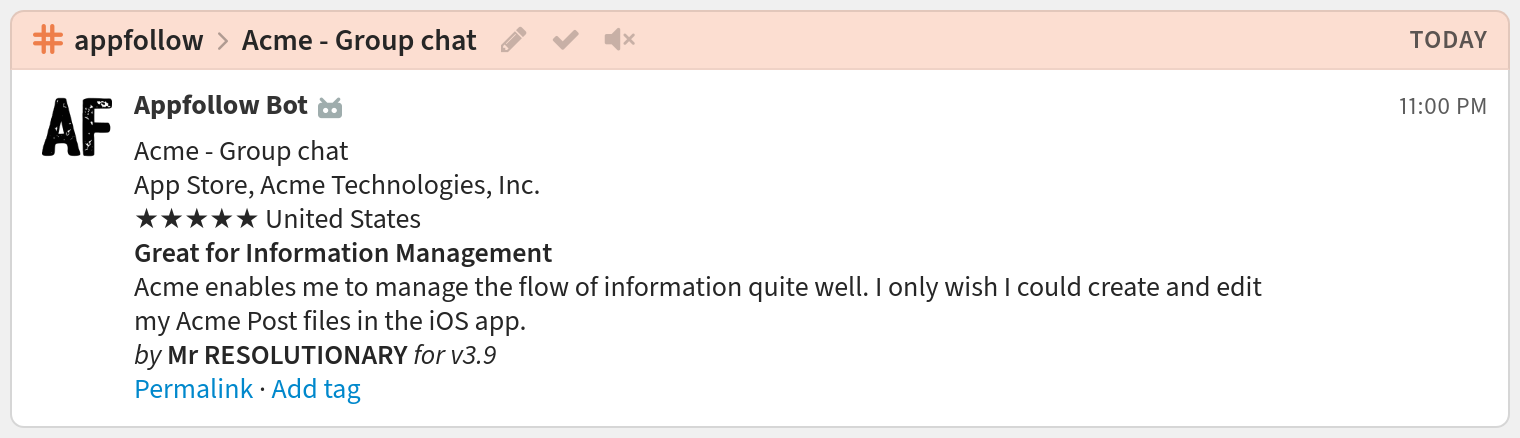 # appfollow > Acme - Group chat TODAY
AF
Appfollow Bot 11:00 PM
Acme - Group chat
App Store, Acme Technologies, Inc.
★★★★★ United States
Great for Information Management
Acme enables me to manage the flow of information quite well. I only wish I could create and edit
my Acme Post files in the iOS app.
by Mr RESOLUTIONARY for v3.9
Permalink · Add tag